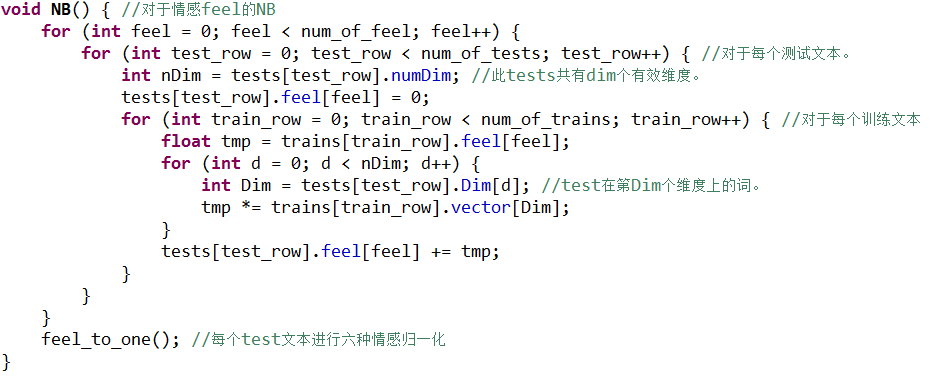 void NB() { //对于情感feel的NB
    for (int feel = 0; feel < num_of_feel; feel++) {
        for (int test_row = 0; test_row < num_of_tests; test_row++) { //对于每个测试文本。
            int nDim = tests[test_row].numDim; //此tests共有dim个有效维度。
            tests[test_row].feel[feel] = 0;
            for (int train_row = 0; train_row < num_of_trains; train_row++) { //对于每个训练文本
                float tmp = trains[train_row].feel[feel];
                for (int d = 0; d < nDim; d++) {
                    int Dim = tests[test_row].Dim[d]; //test在第Dim个维度上的词。
                    tmp *= trains[train_row].vector[Dim];
                }
                tests[test_row].feel[feel] += tmp;
            }
        }
    }
    feel_to_one(); //每个test文本进行六种情感归一化
}